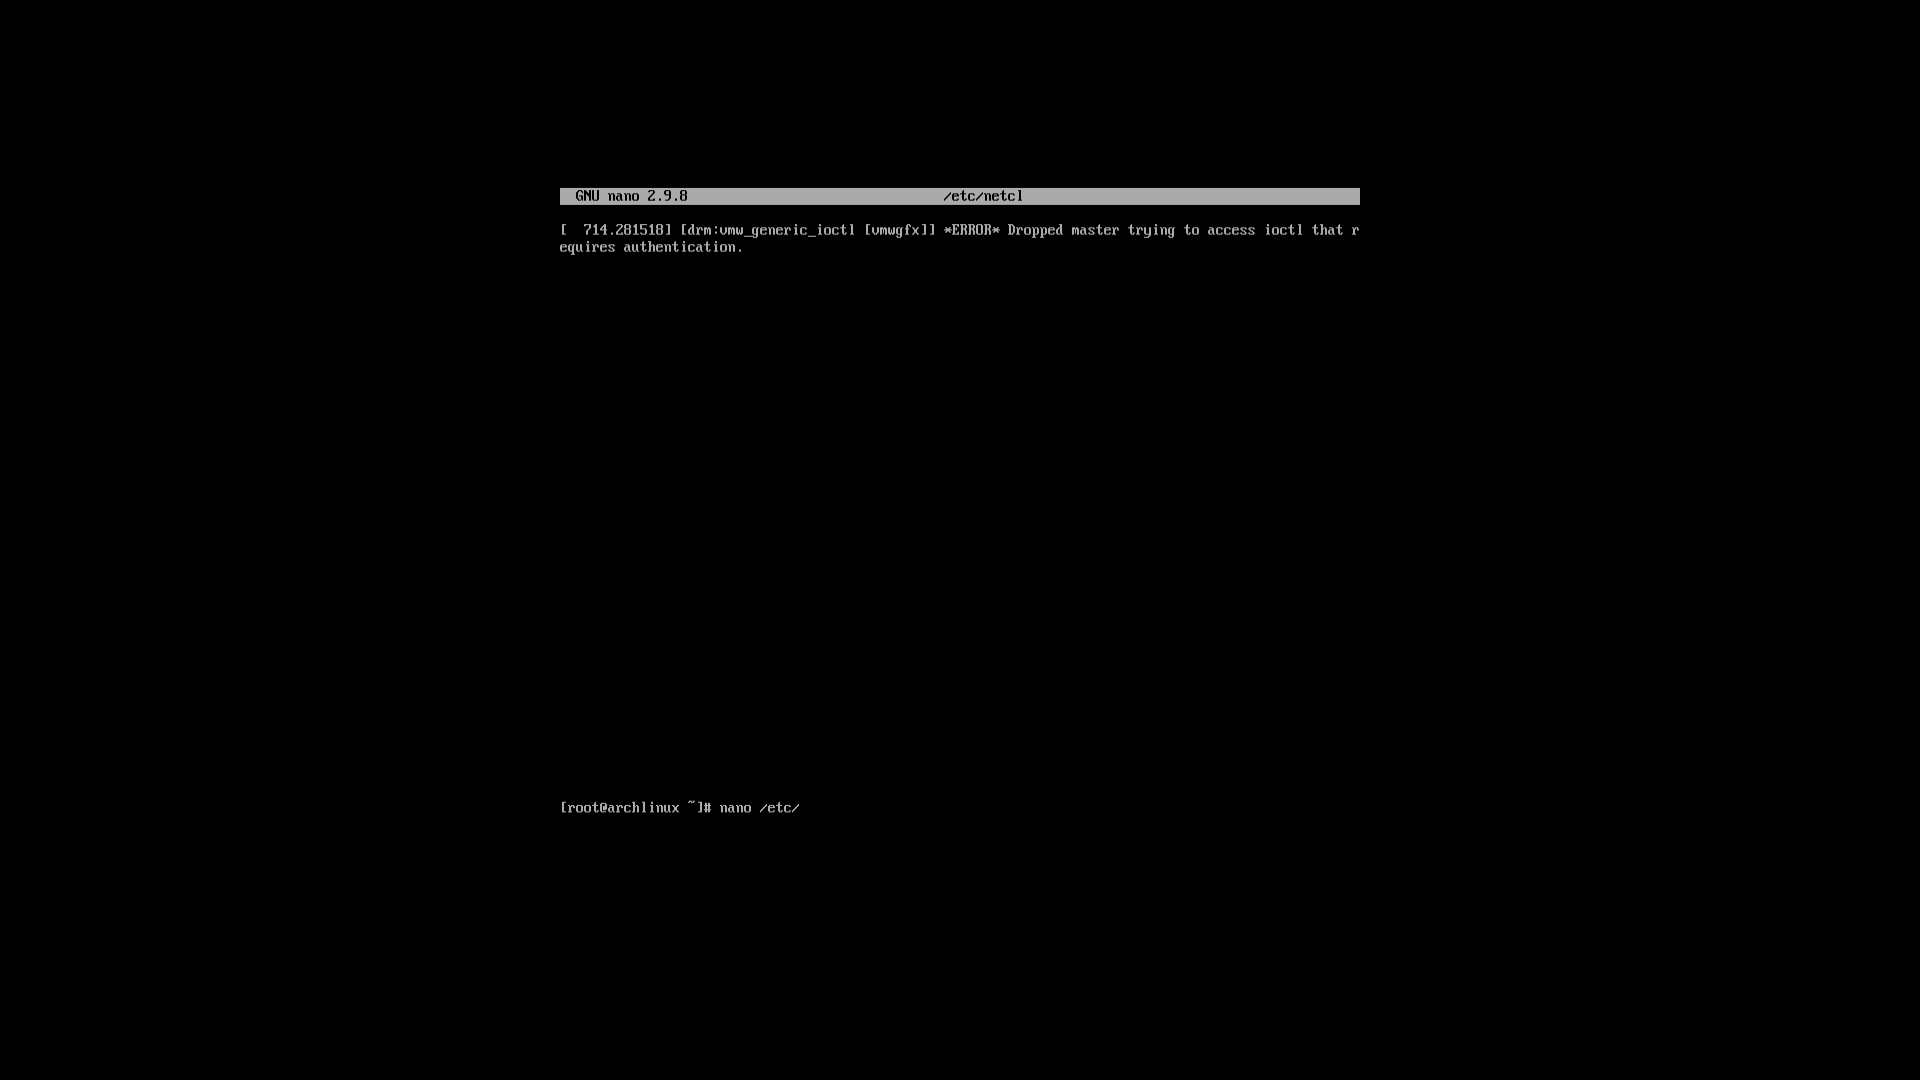 GNU nano 2.9.8 /etc/netcl
[  714.281518] [drm:vmw_generic_ioctl [vmwgfx]] *ERROR* Dropped master trying to access ioctl that r
equires authentication.
[root@archlinux ~]# nano /etc/